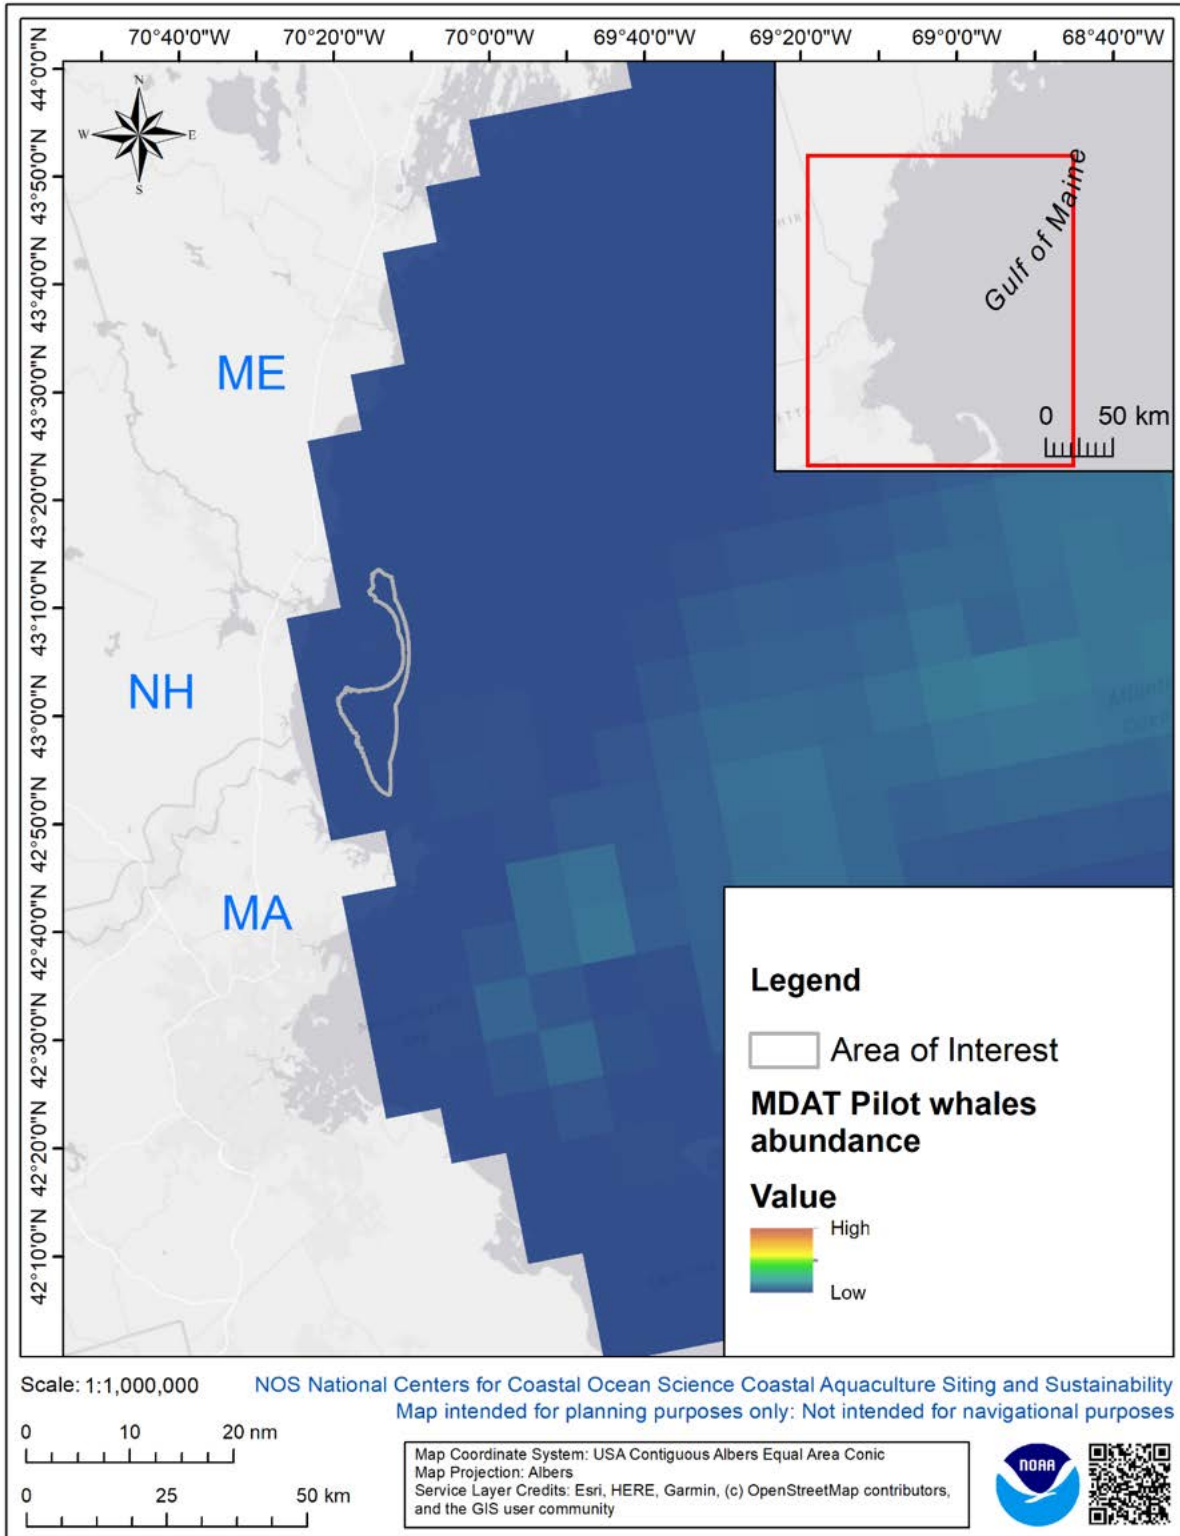 70°40'0"W 70°20'0"W 70°0'0"W 69°40'0"W 69°20'0"W 69°0'0"W 68°40'0"W
44°0'0"N
43°50'0"N
43°40'0"N
43°30'0"N
43°20'0"N
43°10'0"N
43°0'0"N
42°50'0"N
42°40'0"N
42°30'0"N
42°20'0"N
42°10'0"N
N
W E
S
ME
NH
MA
Gulf of Maine
0 50 km
Legend
Area of Interest
MDAT Pilot whales
abundance
Value
High
Low
Scale: 1:1,000,000
NOS National Centers for Coastal Ocean Science Coastal Aquaculture Siting and Sustainability
Map intended for planning purposes only: Not intended for navigational purposes
0 10 20 nm
0 25 50 km
Map Coordinate System: USA Contiguous Albers Equal Area Conic
Map Projection: Albers
Service Layer Credits: Esri, HERE, Garmin, (c) OpenStreetMap contributors,
and the GIS user community
NOAA